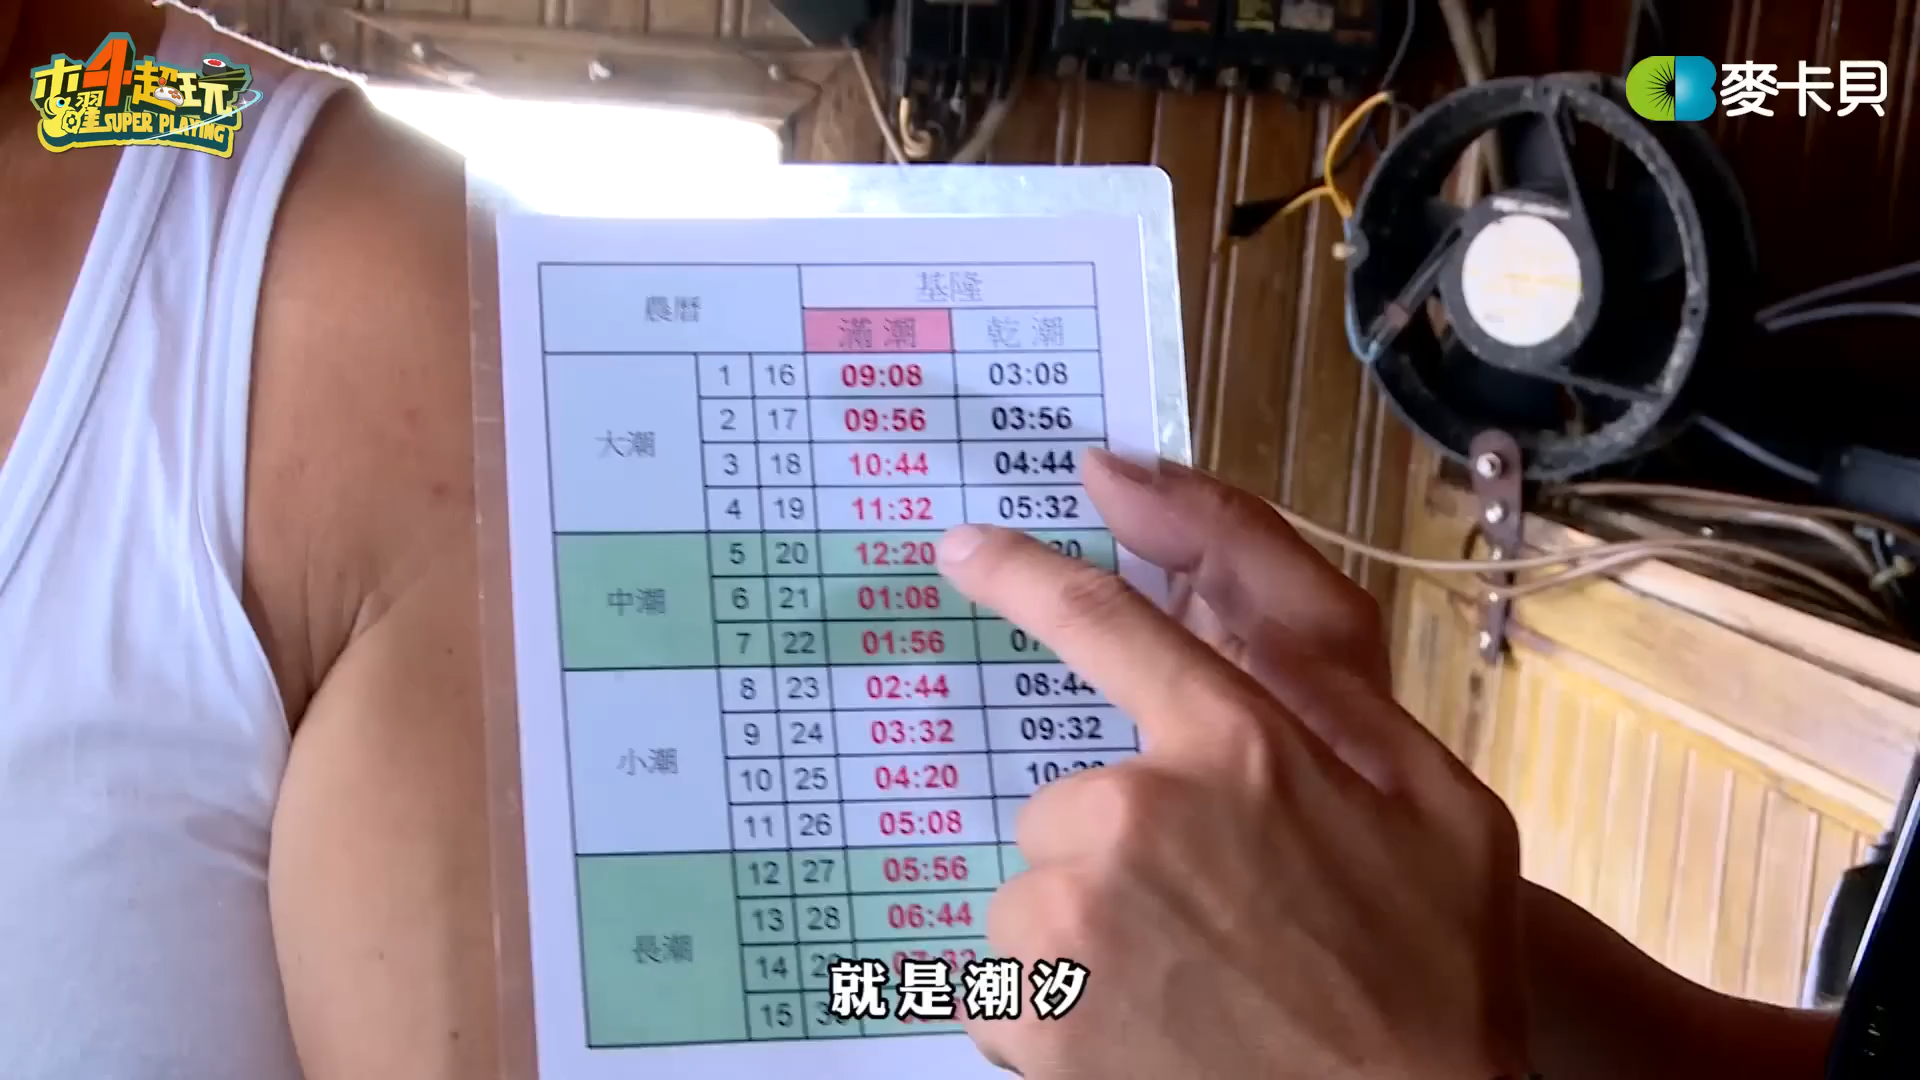 木4超玩
曜 SUPER PLAYING
麥卡貝
農曆 基隆
滿潮 乾潮
大潮 1 16 09:08 03:08
2 17 09:56 03:56
3 18 10:44 04:44
4 19 11:32 05:32
中潮 5 20 12:20
6 21 01:08
7 22 01:56
小潮 8 23 02:44 08:44
9 24 03:32 09:32
10 25 04:20
11 26 05:08
長潮 12 27 05:56
13 28 06:44
14
15
就是潮汐